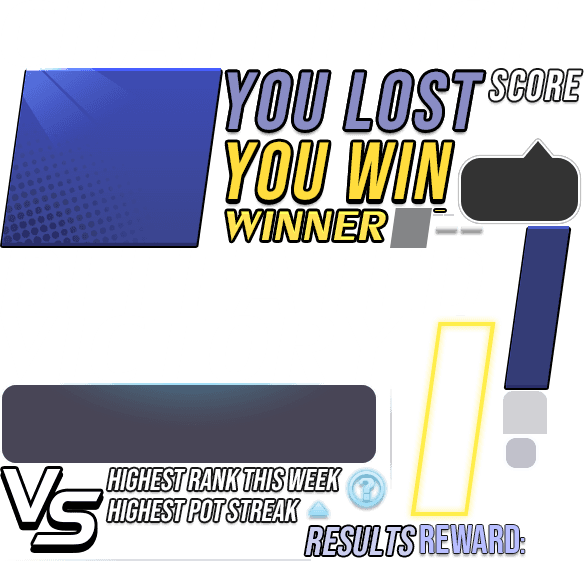 YOU LOST
SCORE
YOU WIN
WINNER
VS
HIGHEST RANK THIS WEEK
?
HIGHEST POT STREAK
RESULTS
REWARD: